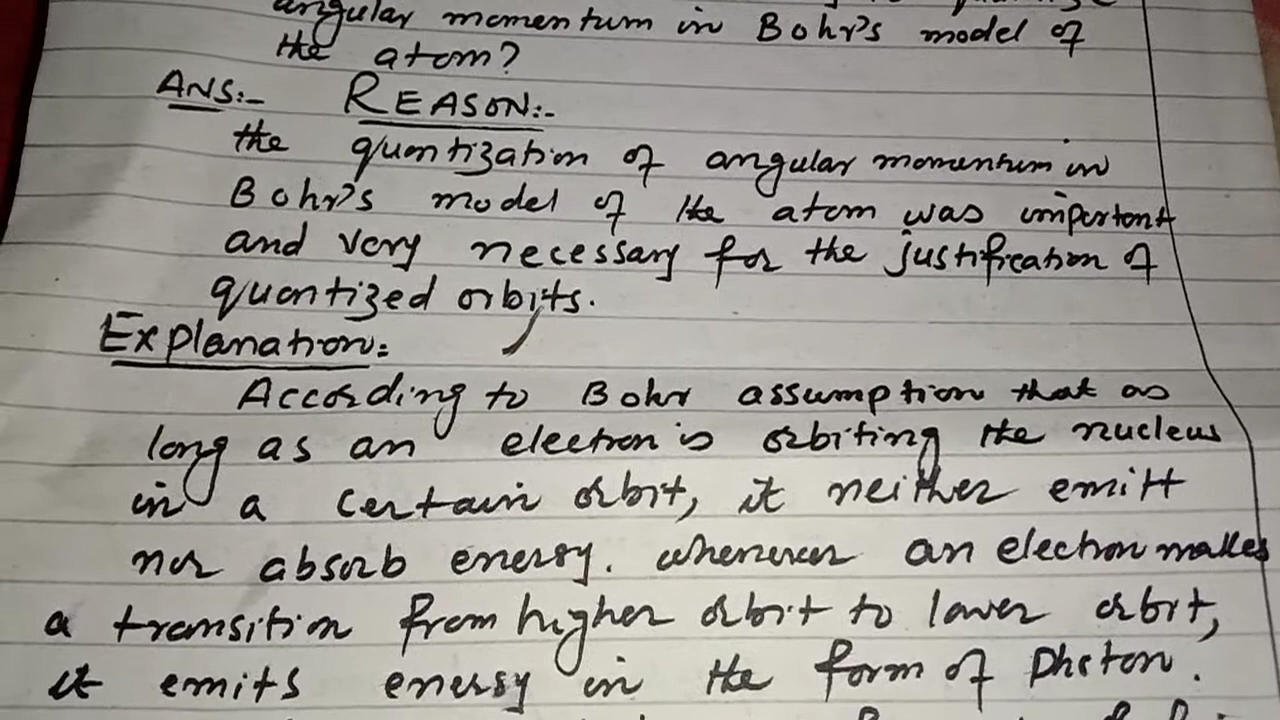 angular momentum in Bohr's model of
the atom?
ANS:- REASON:-
the quantization of angular momentum in
Bohr's model of the atom was important
and very necessary for the justification of
quantized orbits.
Explanation:
According to Bohr assumption that as
long as an electron is orbiting the nucleus
in a certain orbit, it neither emitt
nor absorb energy. whenever an electron makes
a transition from higher orbit to lower orbit,
it emits energy in the form of photon.